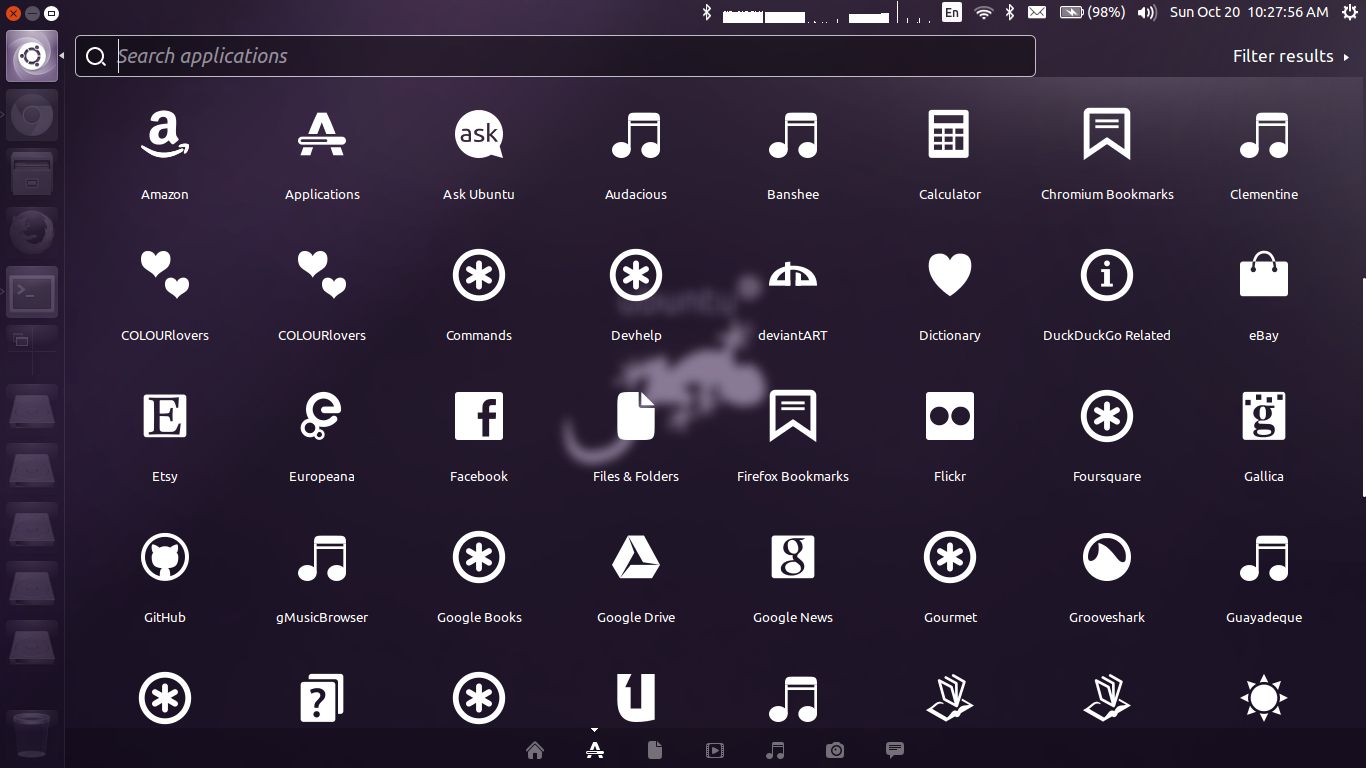 En (98%) Sun Oct 20 10:27:56 AM
Search applications
Filter results
a ask
Amazon Applications Ask Ubuntu Audacious Banshee Calculator Chromium Bookmarks Clementine
ubuntu
COLOURlovers COLOURlovers Commands Devhelp deviantART Dictionary DuckDuckGo Related eBay
E e f g
Etsy Europeana Facebook Files & Folders Firefox Bookmarks Flickr Foursquare Gallica
g
GitHub gMusicBrowser Google Books Google Drive Google News Gourmet Grooveshark Guayadeque
?